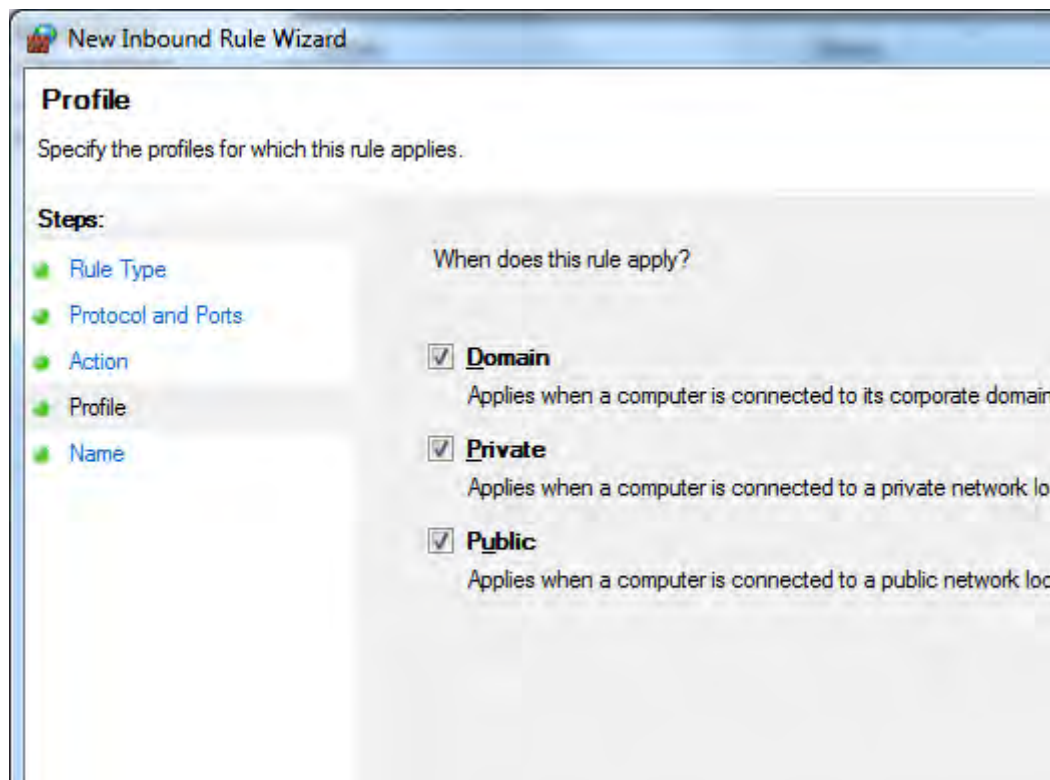 New Inbound Rule Wizard
Profile
Specify the profiles for which this rule applies.
Steps:
Rule Type
Protocol and Ports
Action
Profile
Name
When does this rule apply?
Domain
Applies when a computer is connected to its corporate domain
Private
Applies when a computer is connected to a private network lo
Public
Applies when a computer is connected to a public network loc